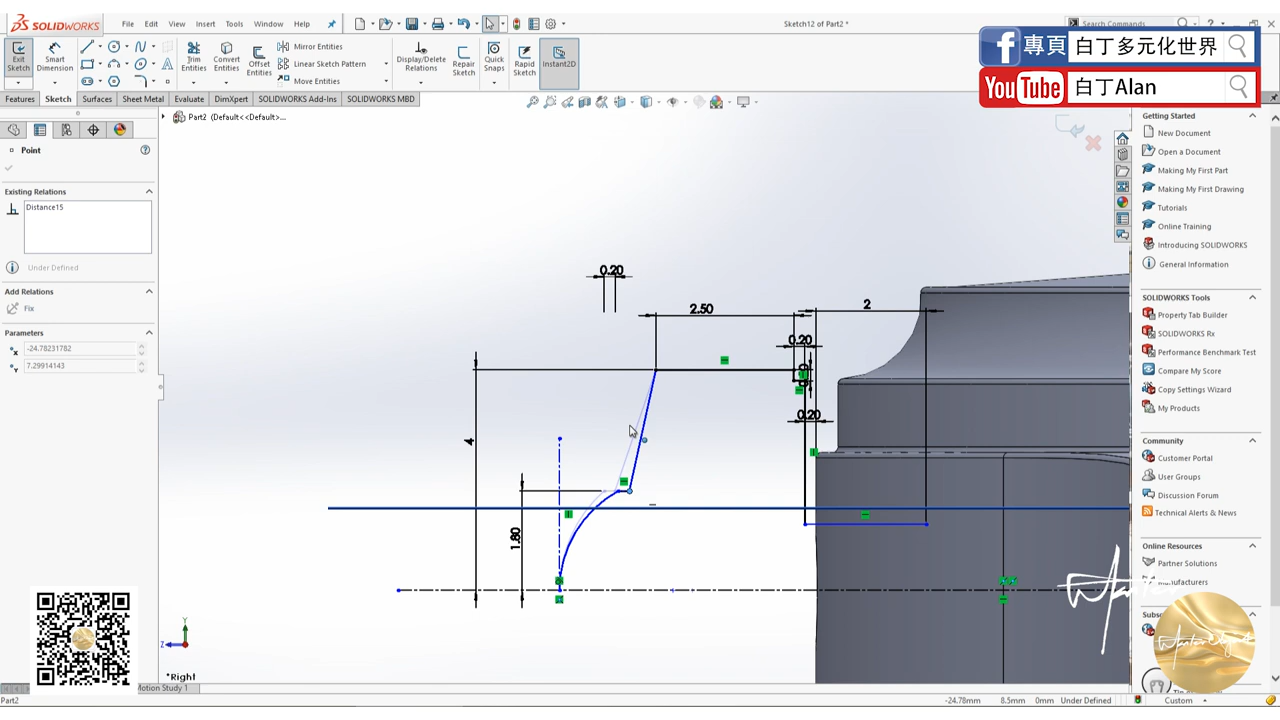 SOLIDWORKS
File Edit View Insert Tools Window Help
Sketch12 of Part2 *
Search Commands
Exit Sketch
Smart Dimension
Trim Entities
Convert Entities
Offset Entities
Mirror Entities
Linear Sketch Pattern
Move Entities
Display/Delete Relations
Repair Sketch
Quick Snaps
Rapid Sketch
Instant2D
專頁 白丁多元化世界
YouTube 白丁Alan
Features Sketch Surfaces Sheet Metal Evaluate DimXpert SOLIDWORKS Add-Ins SOLIDWORKS MBD
Part2 (Default<<Default>...
Point
Existing Relations
Distance15
Under Defined
Add Relations
Fix
Parameters
-24.78231782
7.29914143
0.20
2.50
2
0.20
0.20
4
1.80
Y
Z
*Right
Getting Started
New Document
Open a Document
Making My First Part
Making My First Drawing
Tutorials
Online Training
Introducing SOLIDWORKS
General Information
SOLIDWORKS Tools
Property Tab Builder
SOLIDWORKS Rx
Performance Benchmark Test
Compare My Score
Copy Settings Wizard
My Products
Community
Customer Portal
User Groups
Discussion Forum
Technical Alerts & News
Online Resources
Partner Solutions
Manufacturers
Motion Study 1
Part2
-24.78mm 8.5mm 0mm Under Defined
Custom